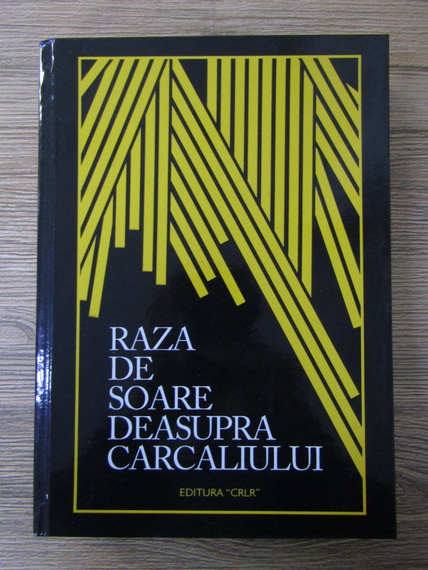 RAZA
DE
SOARE
DEASUPRA
CARCALIULUI
EDITURA "CRLR"